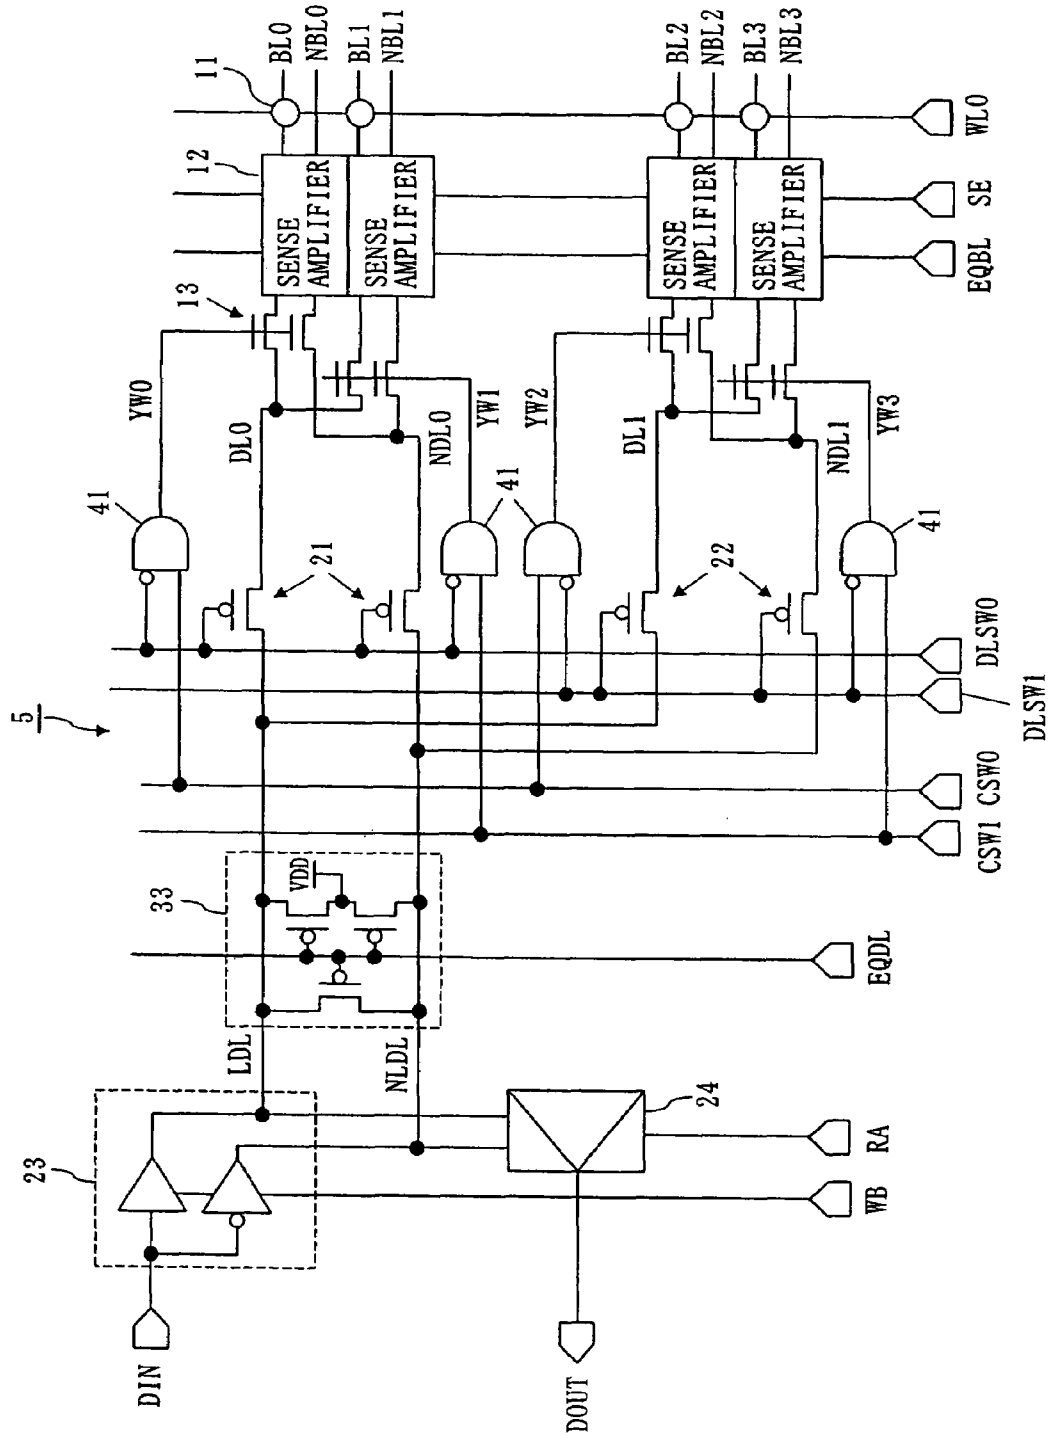 5
DIN
23
DOUT
LDL
NLDL
24
WB
RA
33
VDD
EQDL
CSW1
CSW0
DLSW1
DLSW0
21
22
41
41
41
YW0
DL0
NDL0
YW1
YW2
DL1
NDL1
YW3
13
12
SENSE
AMPLIFIER
SENSE
AMPLIFIER
SENSE
AMPLIFIER
SENSE
AMPLIFIER
EQBL
SE
11
BL0
NBL0
BL1
NBL1
BL2
NBL2
BL3
NBL3
WL0